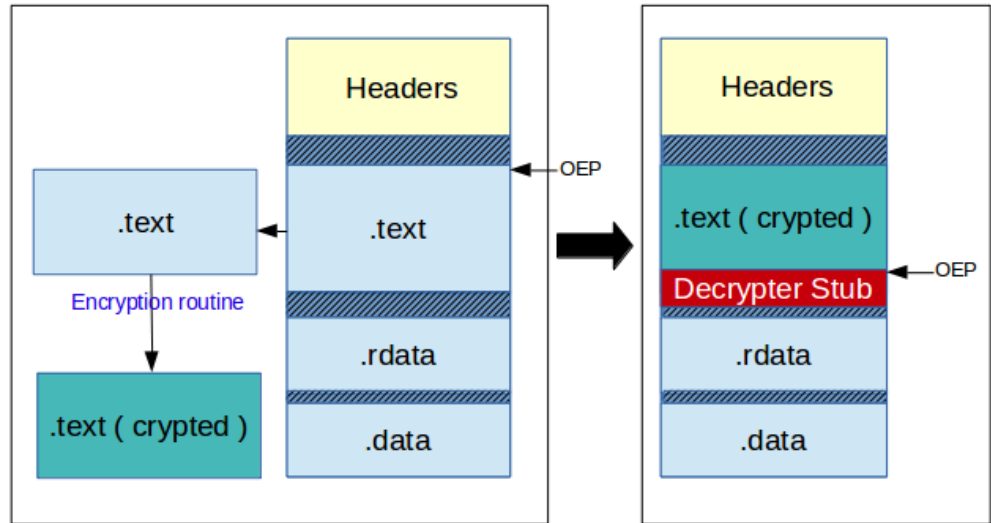 Headers
OEP
.text
.text
Encryption routine
.text ( crypted )
.rdata
.data
Headers
.text ( crypted )
OEP
Decrypter Stub
.rdata
.data